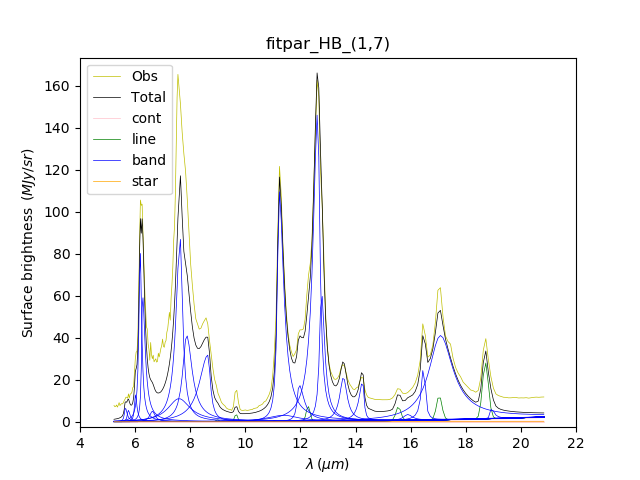 fitpar_HB_(1,7)
Obs
Total
cont
line
band
star
160
140
120
100
80
60
40
20
0
Surface brightness (MJy/sr)
4 6 8 10 12 14 16 18 20 22
λ (μm)